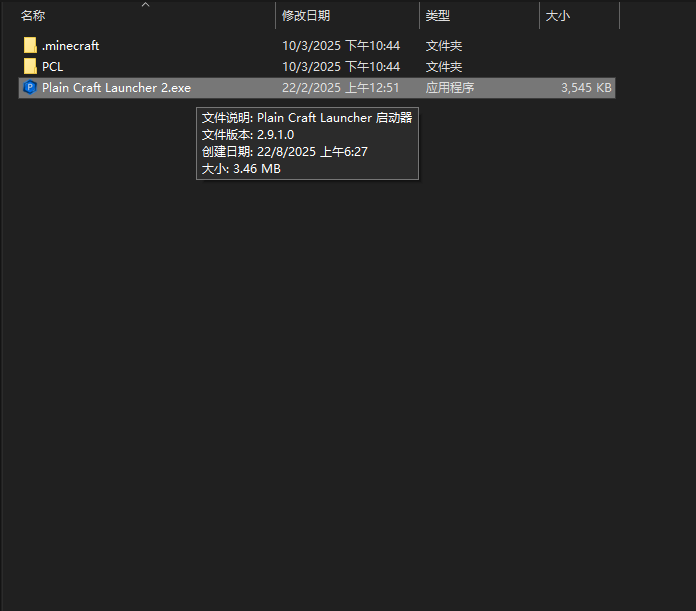 名称 修改日期 类型 大小
.minecraft 10/3/2025 下午10:44 文件夹
PCL 10/3/2025 下午10:44 文件夹
Plain Craft Launcher 2.exe 22/2/2025 上午12:51 应用程序 3,545 KB
文件说明: Plain Craft Launcher 启动器
文件版本: 2.9.1.0
创建日期: 22/8/2025 上午6:27
大小: 3.46 MB